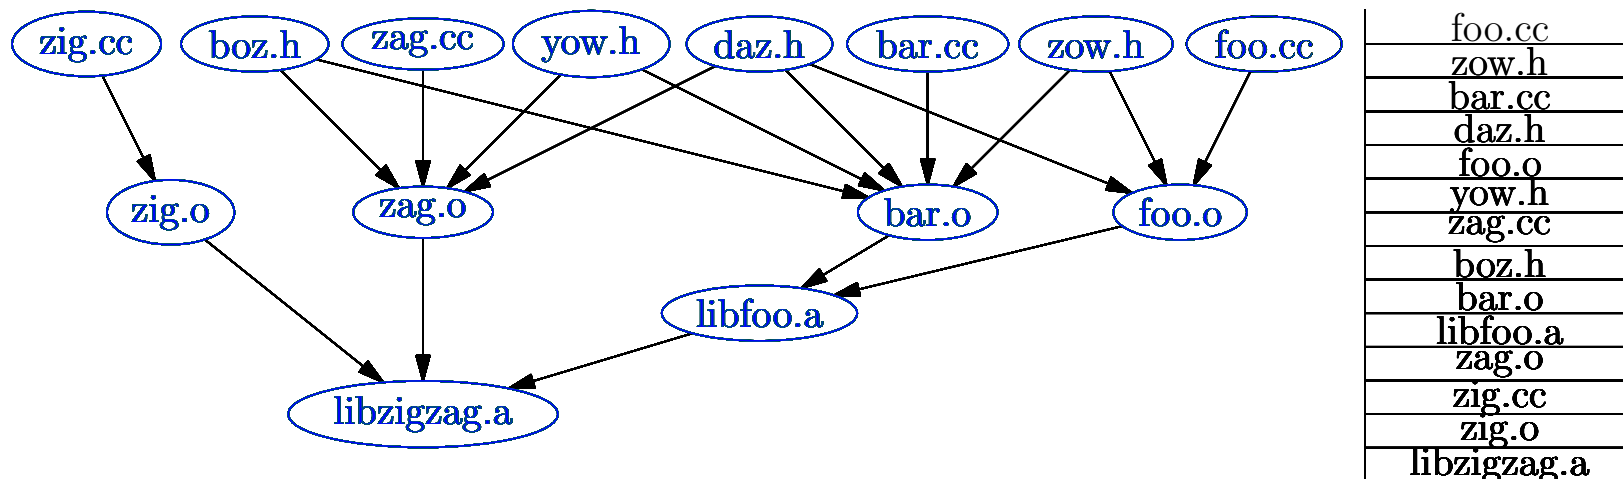 zig.cc boz.h zag.cc yow.h daz.h bar.cc zow.h foo.cc
zig.o zag.o bar.o foo.o
libfoo.a
libzigzag.a
foo.cc
zow.h
bar.cc
daz.h
foo.o
yow.h
zag.cc
boz.h
bar.o
libfoo.a
zag.o
zig.cc
zig.o
libzigzag.a